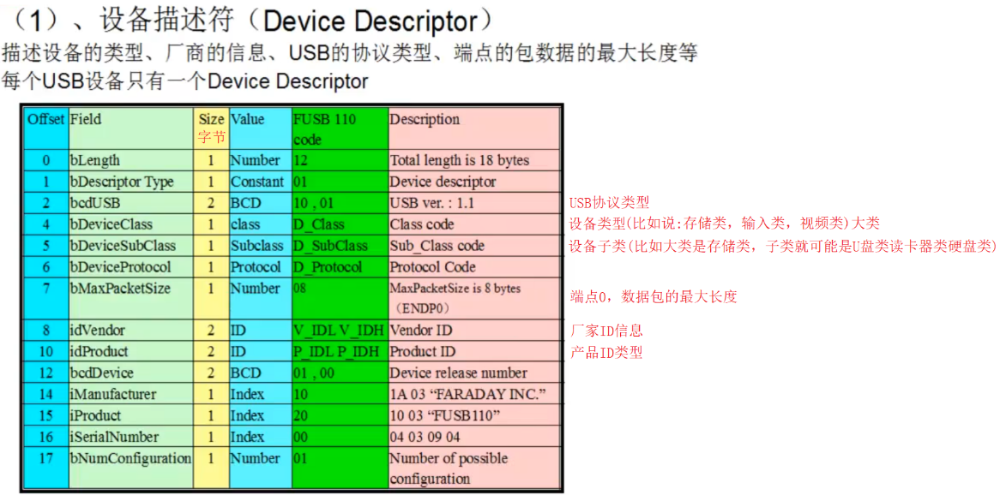 （1）、设备描述符（Device Descriptor）
描述设备的类型、厂商的信息、USB的协议类型、端点的包数据的最大长度等
每个USB设备只有一个Device Descriptor
Offset Field Size Value FUSB 110 Description
字节 code
0 bLength 1 Number 12 Total length is 18 bytes
1 bDescriptor Type 1 Constant 01 Device descriptor
2 bcdUSB 2 BCD 10 , 01 USB ver. : 1.1 USB协议类型
4 bDeviceClass 1 class D_Class Class code 设备类型(比如说:存储类, 输入类, 视频类)大类
5 bDeviceSubClass 1 Subclass D_SubClass Sub_Class code 设备子类(比如大类是存储类, 子类就可能是U盘类读卡器类硬盘类)
6 bDeviceProtocol 1 Protocol D_Protocol Protocol Code
7 bMaxPacketSize 1 Number 08 MaxPacketSize is 8 bytes
（ENDP0） 端点0, 数据包的最大长度
8 idVendor 2 ID V_IDL V_IDH Vendor ID 厂家ID信息
10 idProduct 2 ID P_IDL P_IDH Product ID 产品ID类型
12 bcdDevice 2 BCD 01 , 00 Device release number
14 iManufacturer 1 Index 10 1A 03 “FARADAY INC.”
15 iProduct 1 Index 20 10 03 “FUSB110”
16 iSerialNumber 1 Index 00 04 03 09 04
17 bNumConfiguration 1 Number 01 Number of possible
configuration